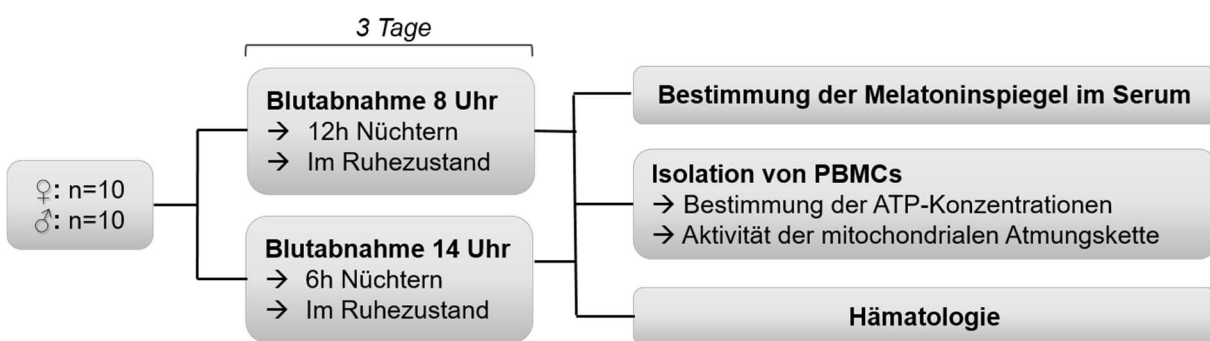 3 Tage
♀: n=10
♂: n=10
Blutabnahme 8 Uhr
→ 12h Nüchtern
→ Im Ruhezustand
Blutabnahme 14 Uhr
→ 6h Nüchtern
→ Im Ruhezustand
Bestimmung der Melatoninspiegel im Serum
Isolation von PBMCs
→ Bestimmung der ATP-Konzentrationen
→ Aktivität der mitochondrialen Atmungskette
Hämatologie